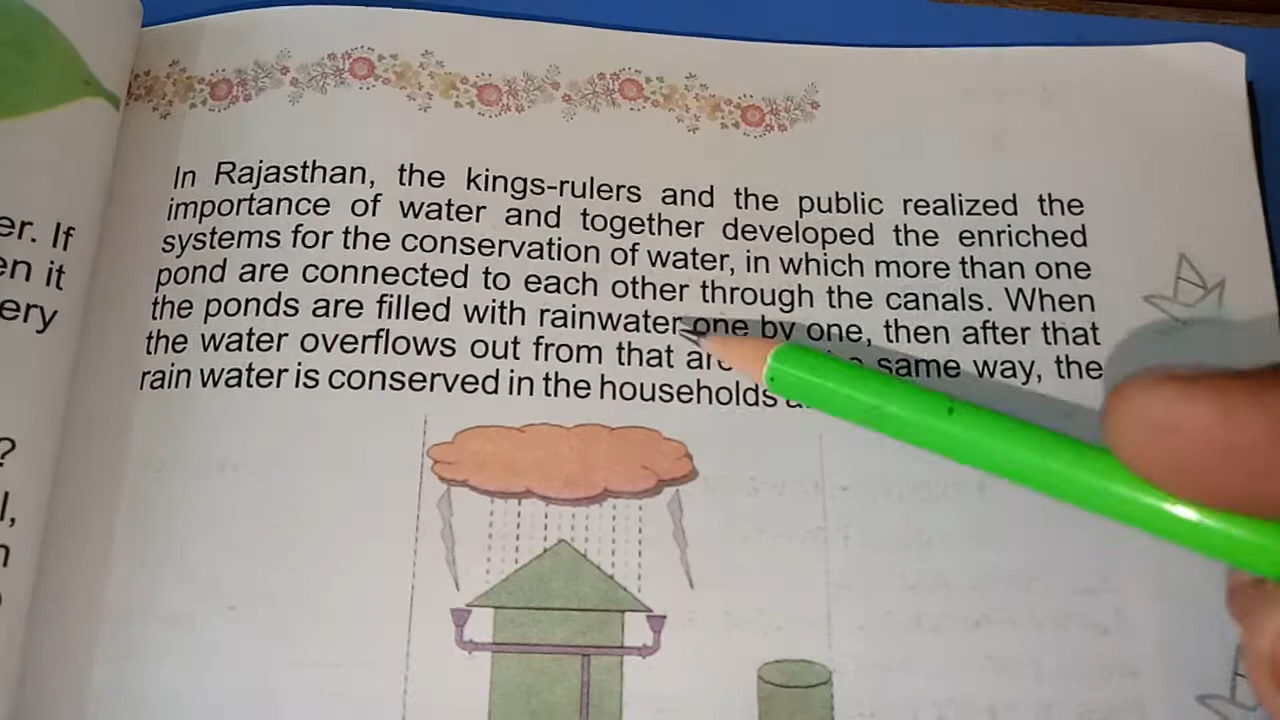 In Rajasthan, the kings-rulers and the public realized the
importance of water and together developed the enriched
systems for the conservation of water, in which more than one
pond are connected to each other through the canals. When
the ponds are filled with rainwater one by one, then after that
the water overflows out from that same way, the
rain water is conserved in the households
er. If
en it
ery
?
l,